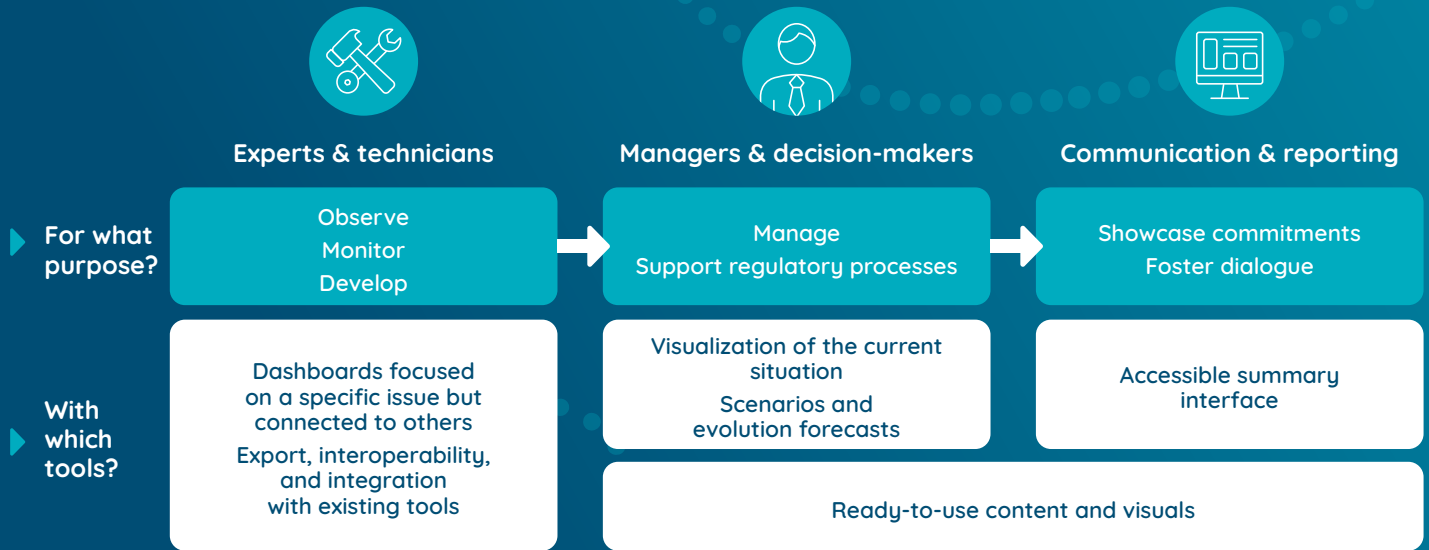 Experts & technicians
Managers & decision-makers
Communication & reporting
For what
purpose?
Observe
Monitor
Develop
Manage
Support regulatory processes
Showcase commitments
Foster dialogue
With
which
tools?
Dashboards focused
on a specific issue but
connected to others
Export, interoperability,
and integration
with existing tools
Visualization of the current
situation
Scenarios and
evolution forecasts
Accessible summary
interface
Ready-to-use content and visuals